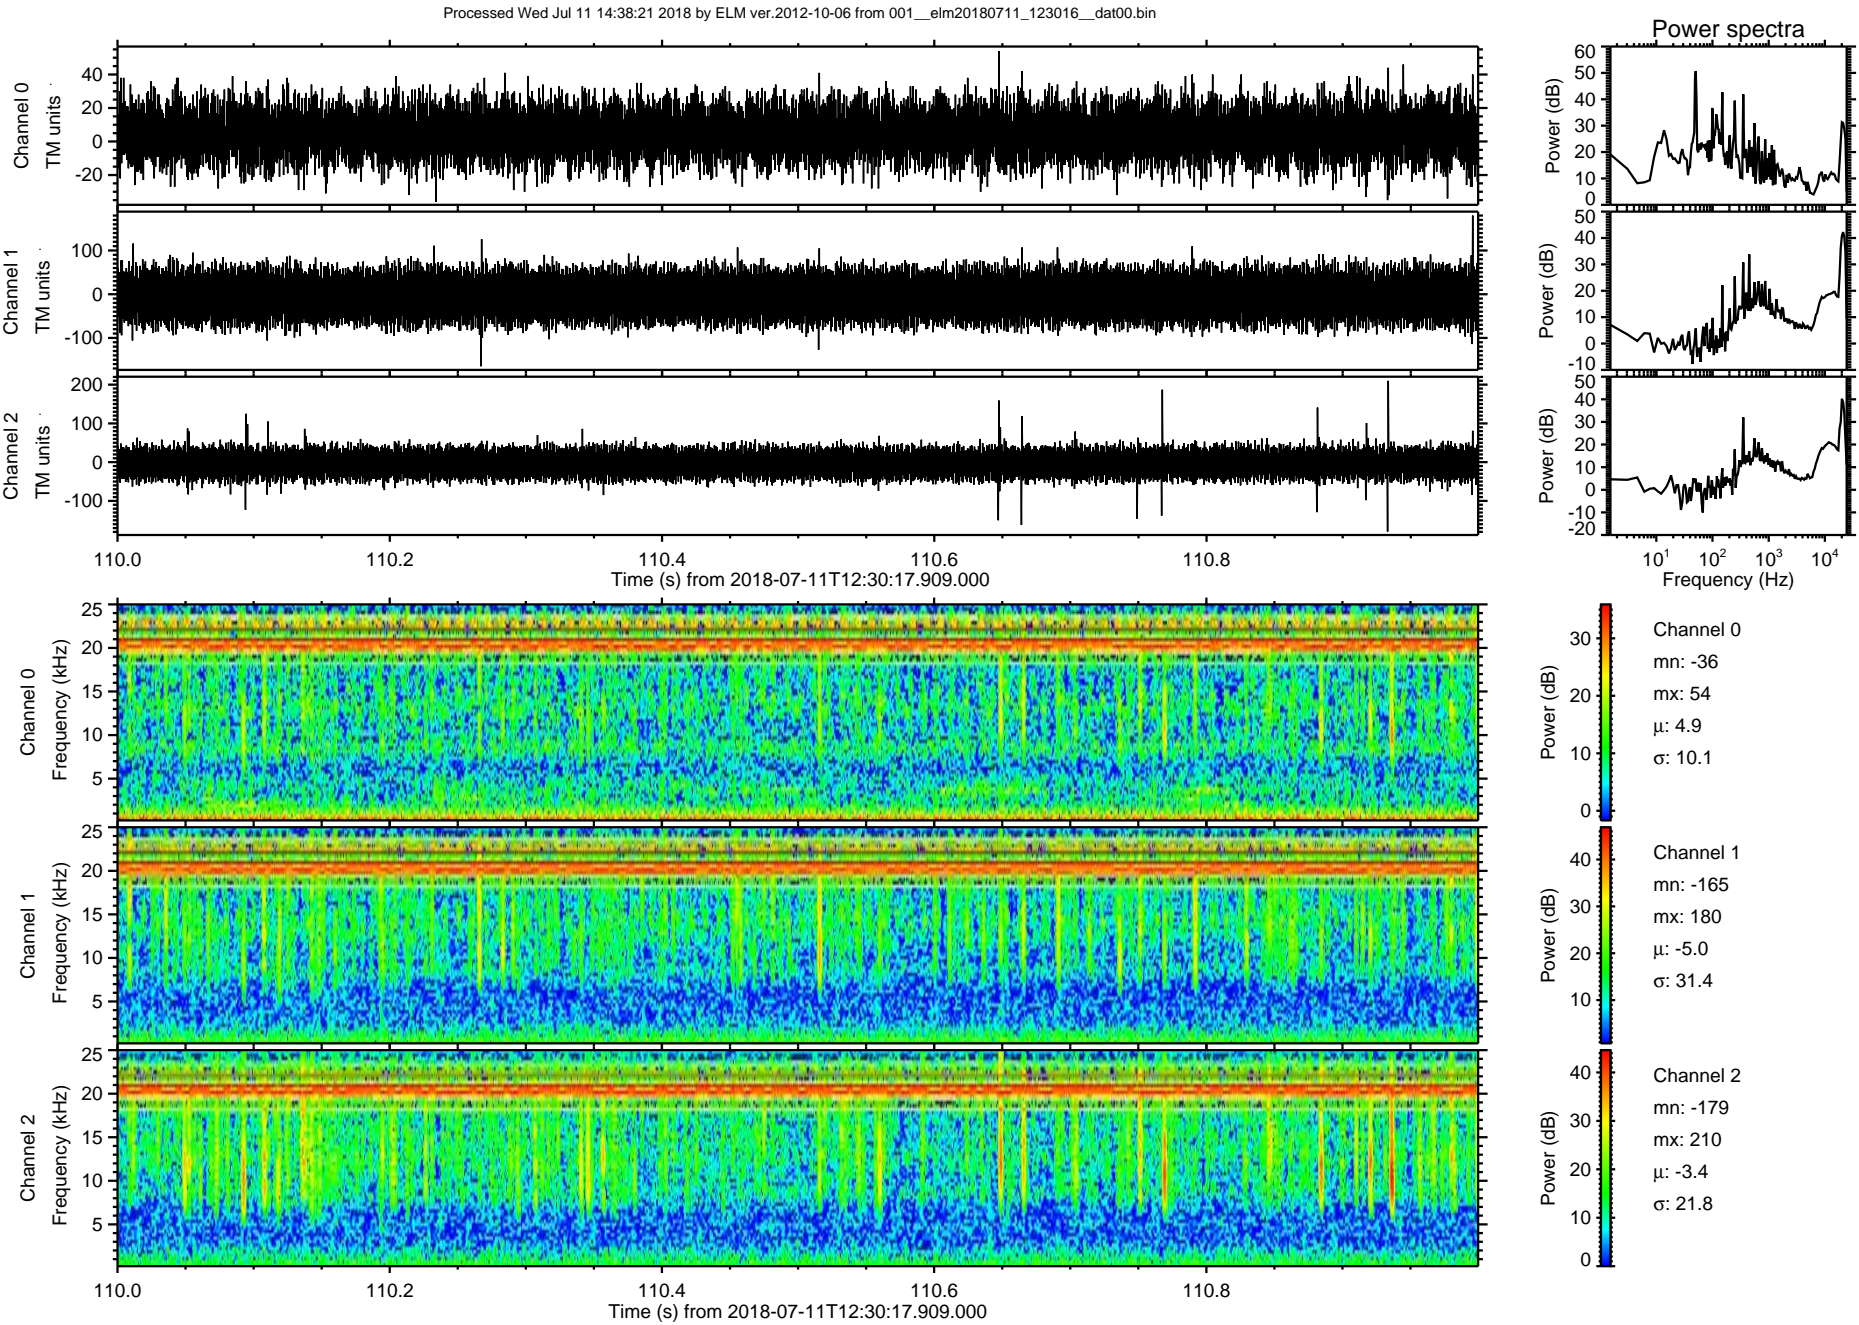 Processed Wed Jul 11 14:38:21 2018 by ELM ver.2012-10-06 from 001__elm20180711_123016__dat00.bin
Power spectra
Channel 0
TM units
40
20
0
-20
Power (dB)
60
50
40
30
20
10
0
Channel 1
TM units
100
0
-100
Power (dB)
50
40
30
20
10
0
-10
Channel 2
TM units
200
100
0
-100
Power (dB)
50
40
30
20
10
0
-10
-20
110.0 110.2 110.4 110.6 110.8
Time (s) from 2018-07-11T12:30:17.909.000
10^1 10^2 10^3 10^4
Frequency (Hz)
Channel 0
Frequency (kHz)
25
20
15
10
5
Power (dB)
30
20
10
0
Channel 0
mn: -36
mx: 54
μ: 4.9
σ: 10.1
Channel 1
Frequency (kHz)
25
20
15
10
5
Power (dB)
40
30
20
10
Channel 1
mn: -165
mx: 180
μ: -5.0
σ: 31.4
Channel 2
Frequency (kHz)
25
20
15
10
5
Power (dB)
40
30
20
10
0
Channel 2
mn: -179
mx: 210
μ: -3.4
σ: 21.8
110.0 110.2 110.4 110.6 110.8
Time (s) from 2018-07-11T12:30:17.909.000